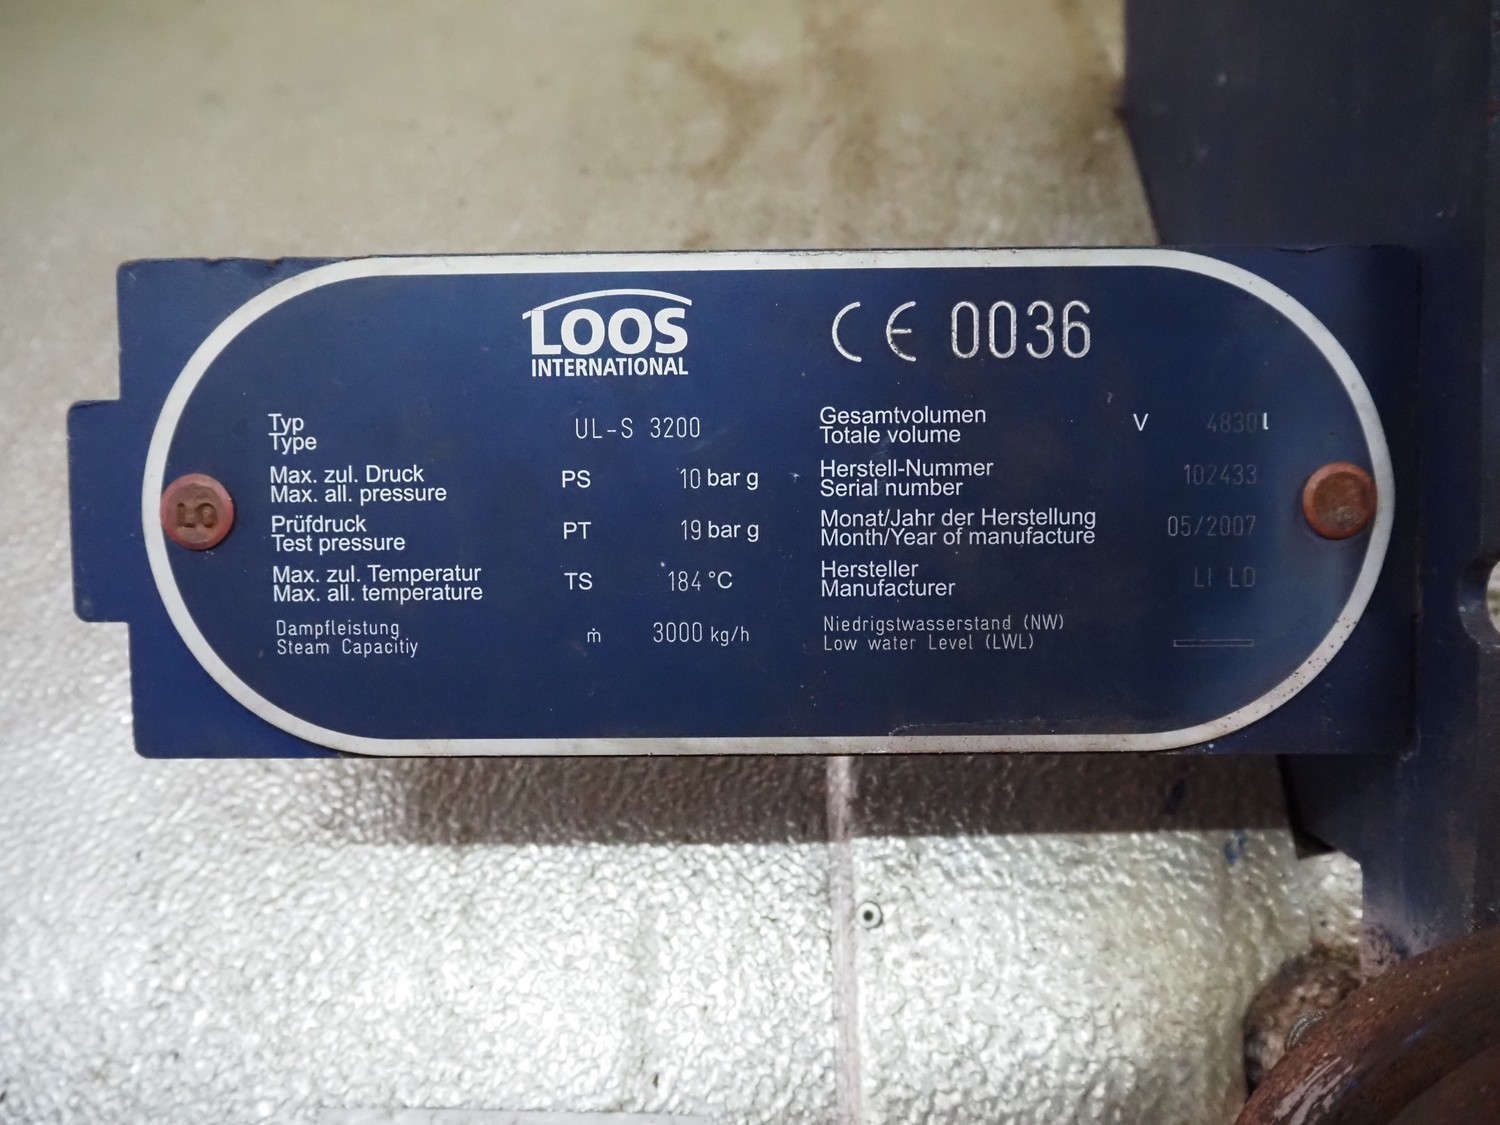 LOOS
INTERNATIONAL
CE 0036
Typ
Type
UL-S 3200
Max. zul. Druck
Max. all. pressure
PS 10 bar g
Prüfdruck
Test pressure
PT 19 bar g
Max. zul. Temperatur
Max. all. temperature
TS 184 °C
Dampfleistung
Steam Capacitiy
ṁ 3000 kg/h
Gesamtvolumen
Totale volume
V 4830 l
Herstell-Nummer
Serial number
102433
Monat/Jahr der Herstellung
Month/Year of manufacture
05/2007
Hersteller
Manufacturer
LI LD
Niedrigstwasserstand (NW)
Low water Level (LWL)
LO